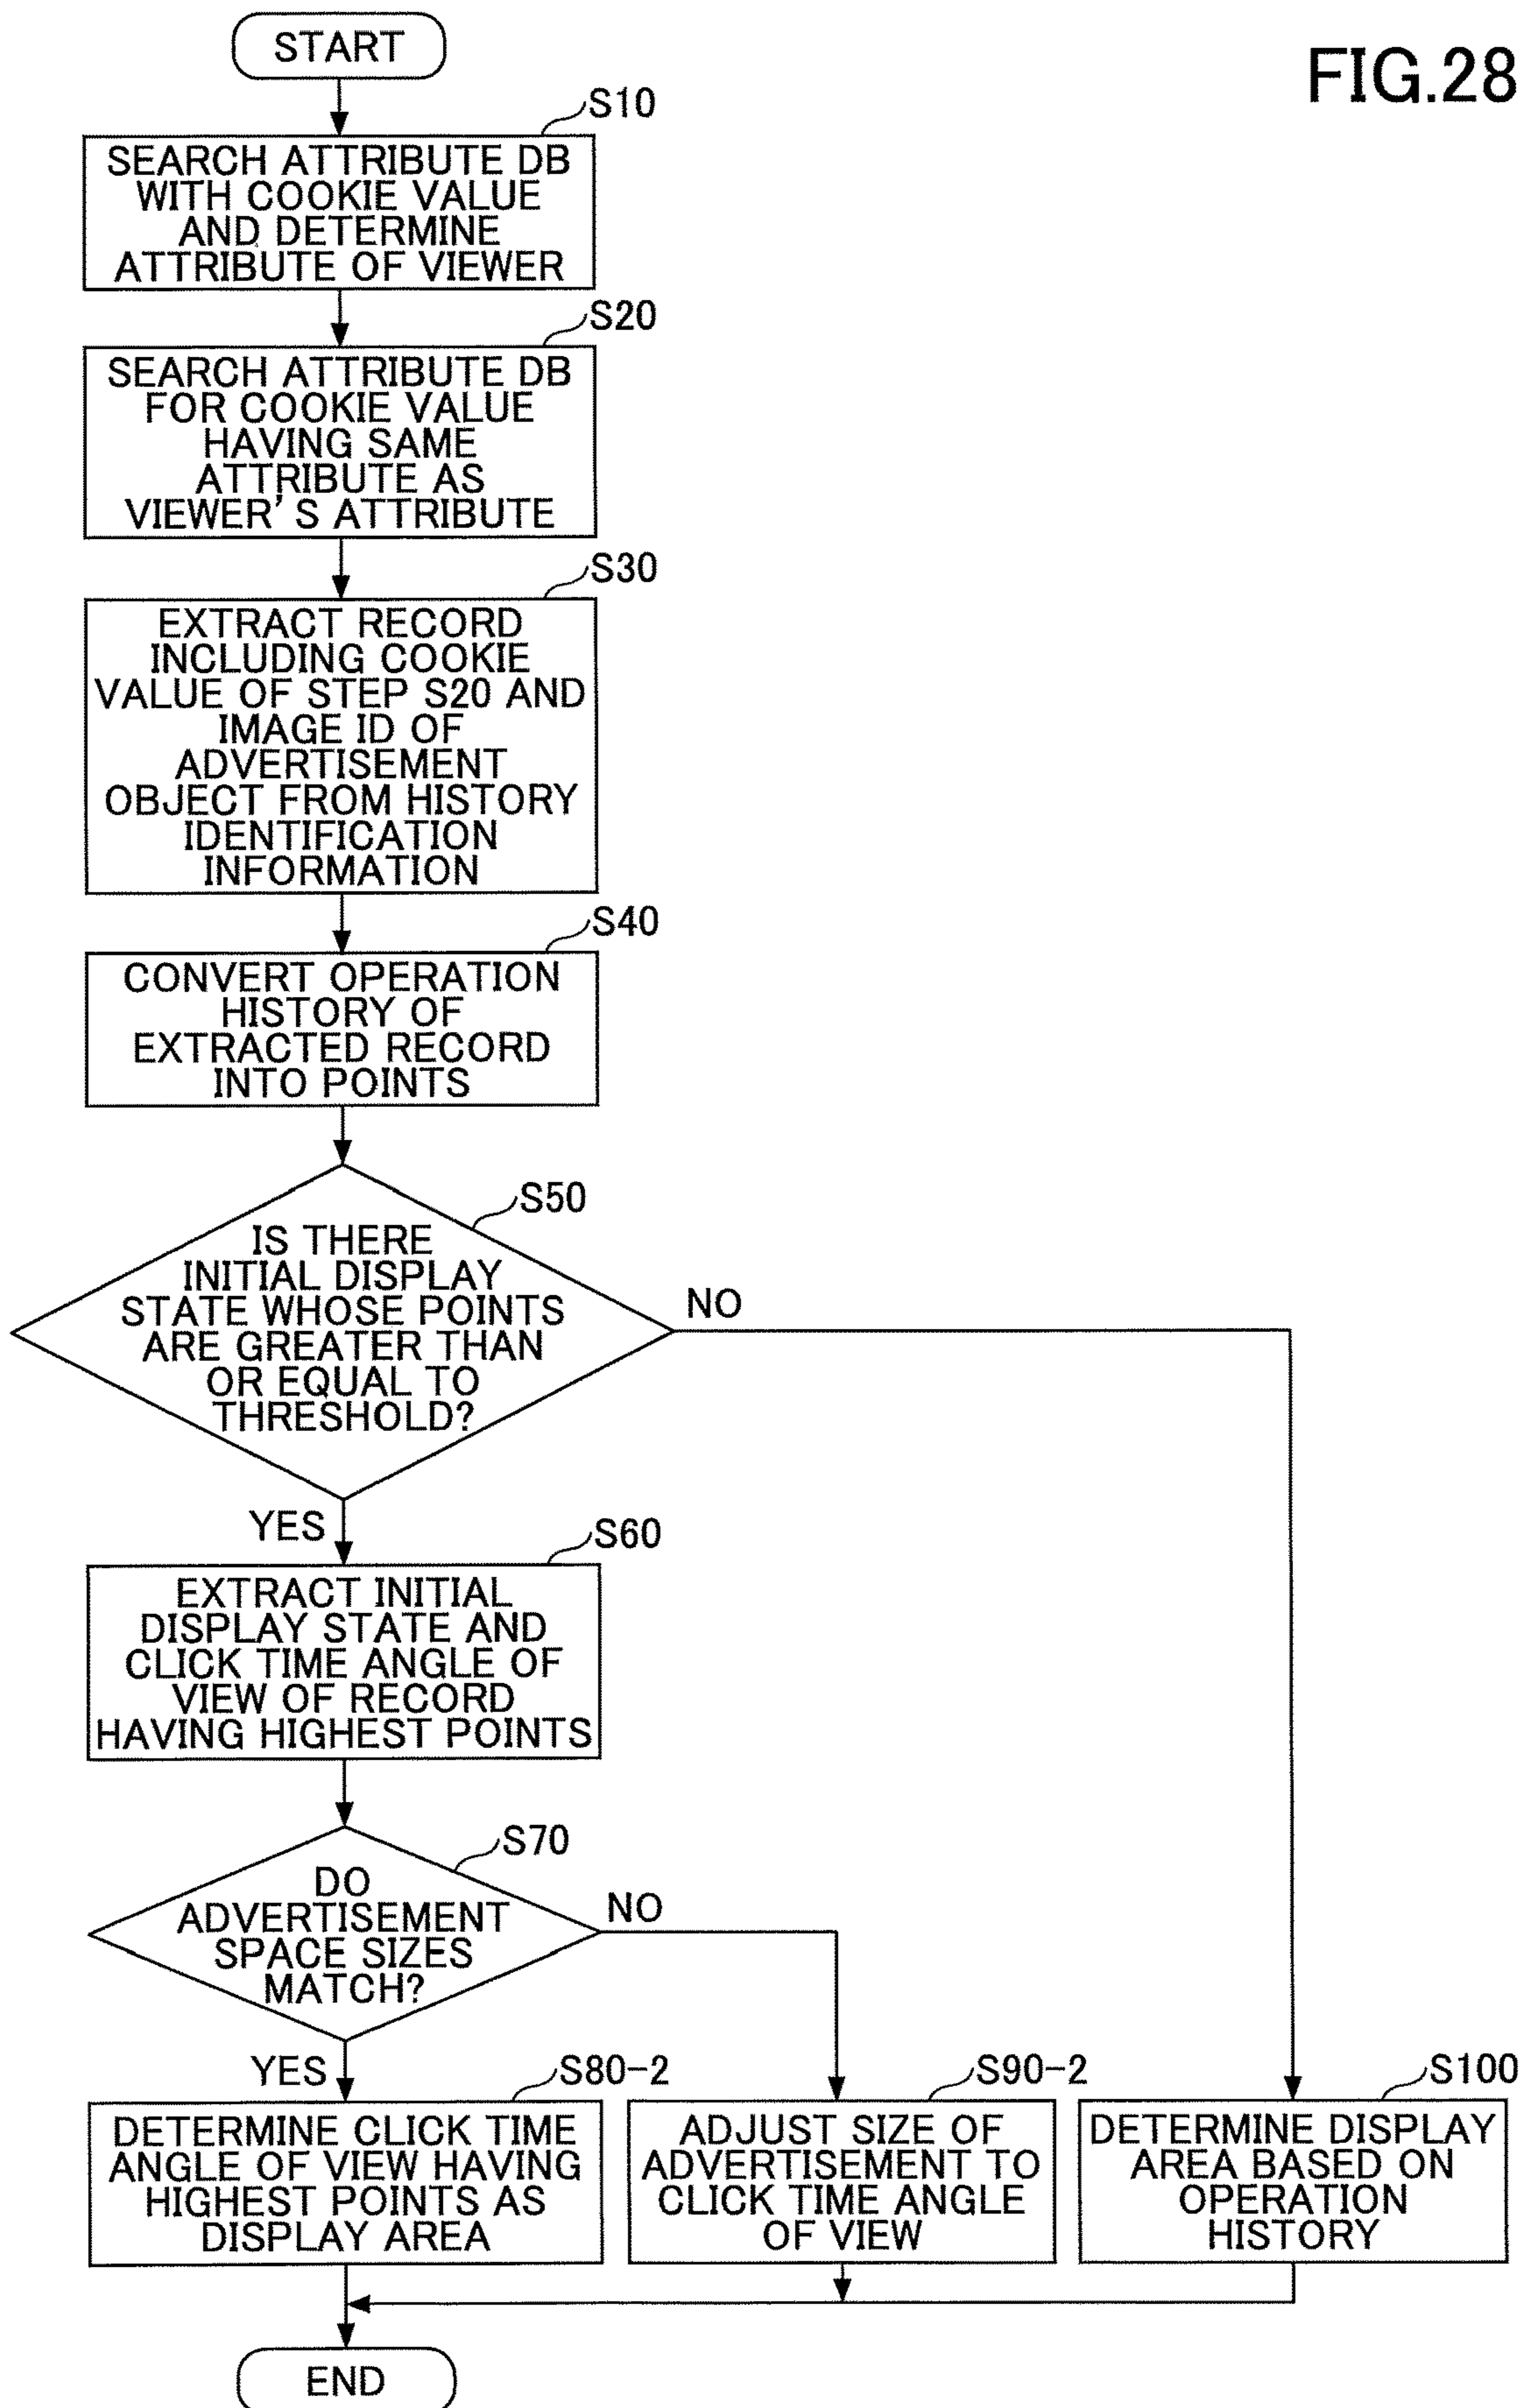 FIG.28
START
S10
SEARCH ATTRIBUTE DB
WITH COOKIE VALUE
AND DETERMINE
ATTRIBUTE OF VIEWER
S20
SEARCH ATTRIBUTE DB
FOR COOKIE VALUE
HAVING SAME
ATTRIBUTE AS
VIEWER'S ATTRIBUTE
S30
EXTRACT RECORD
INCLUDING COOKIE
VALUE OF STEP S20 AND
IMAGE ID OF
ADVERTISEMENT
OBJECT FROM HISTORY
IDENTIFICATION
INFORMATION
S40
CONVERT OPERATION
HISTORY OF
EXTRACTED RECORD
INTO POINTS
S50
IS THERE
INITIAL DISPLAY
STATE WHOSE POINTS
ARE GREATER THAN
OR EQUAL TO
THRESHOLD?
NO
YES
S60
EXTRACT INITIAL
DISPLAY STATE AND
CLICK TIME ANGLE OF
VIEW OF RECORD
HAVING HIGHEST POINTS
S70
DO
ADVERTISEMENT
SPACE SIZES
MATCH?
NO
YES
S80-2
DETERMINE CLICK TIME
ANGLE OF VIEW HAVING
HIGHEST POINTS AS
DISPLAY AREA
S90-2
ADJUST SIZE OF
ADVERTISEMENT TO
CLICK TIME ANGLE
OF VIEW
S100
DETERMINE DISPLAY
AREA BASED ON
OPERATION
HISTORY
END